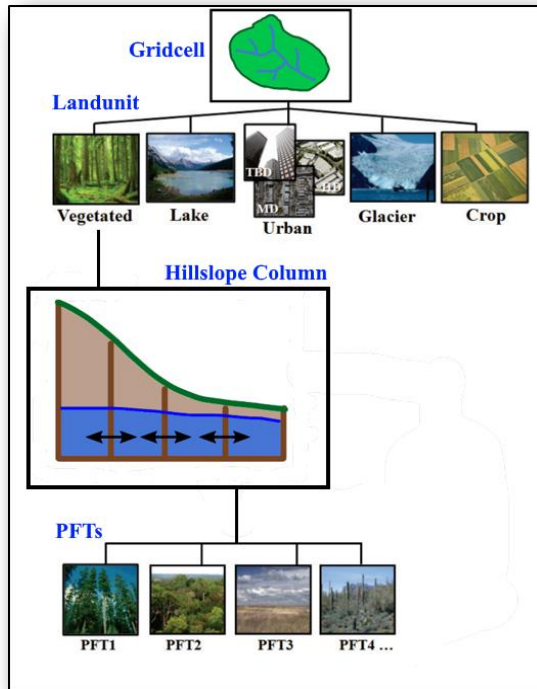 Gridcell
Landunit
TBD
HD
MD
Vegetated
Lake
Urban
Glacier
Crop
Hillslope Column
PFTs
PFT1
PFT2
PFT3
PFT4 ...